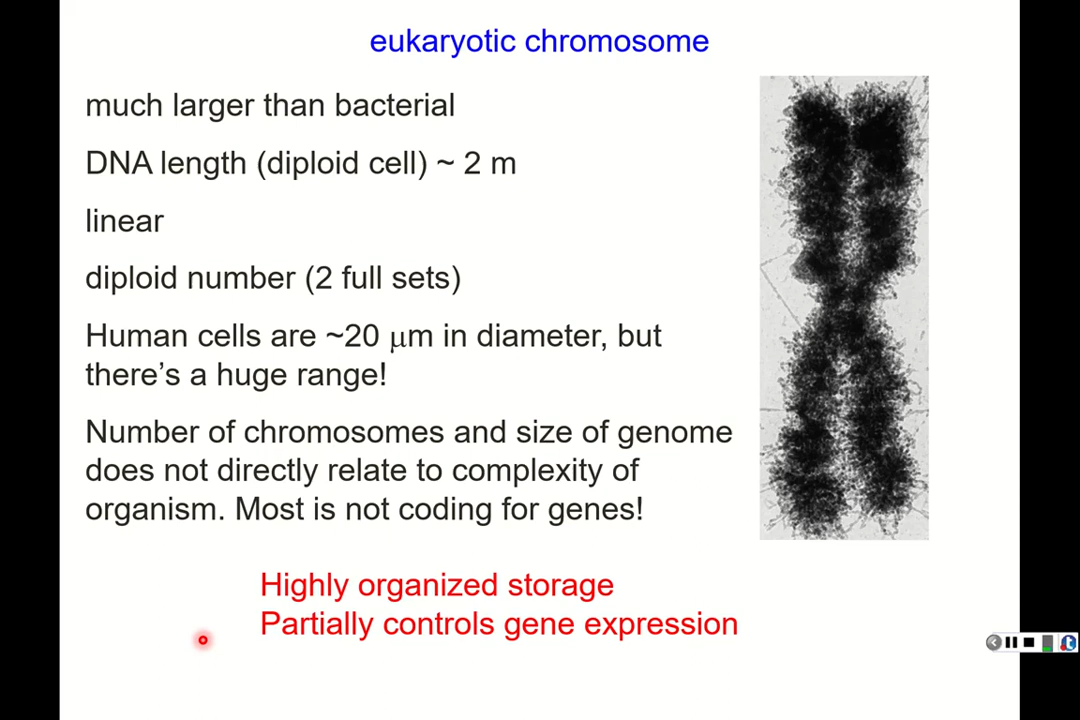 eukaryotic chromosome
much larger than bacterial
DNA length (diploid cell) ~ 2 m
linear
diploid number (2 full sets)
Human cells are ~20 μm in diameter, but
there’s a huge range!
Number of chromosomes and size of genome
does not directly relate to complexity of
organism. Most is not coding for genes!
Highly organized storage
Partially controls gene expression